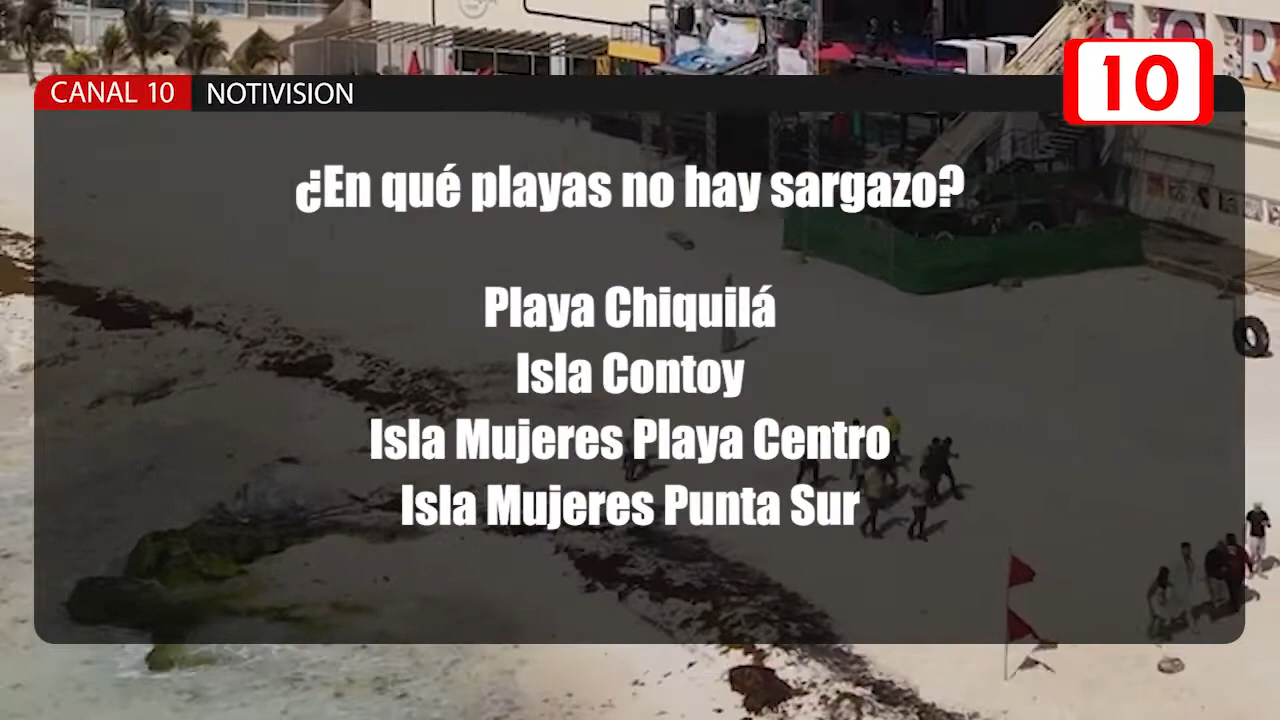 CANAL 10 NOTIVISION
10
¿En qué playas no hay sargazo?
Playa Chiquilá
Isla Contoy
Isla Mujeres Playa Centro
Isla Mujeres Punta Sur